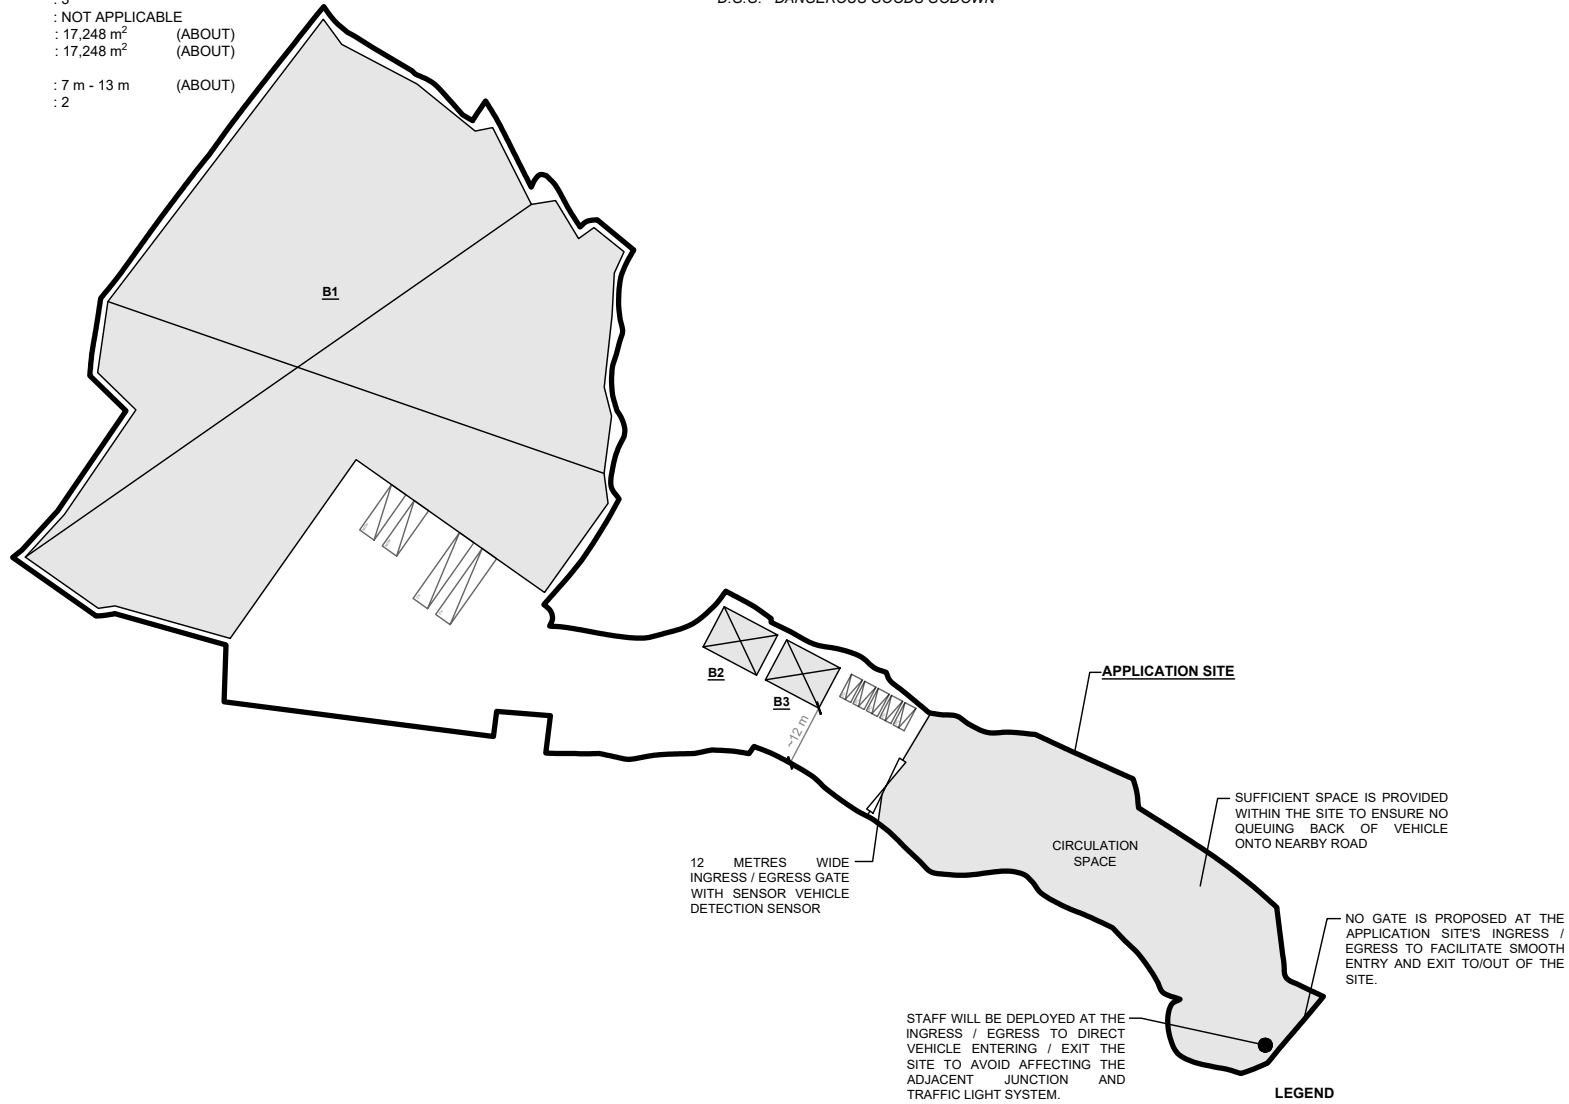 : NOT APPLICABLE
: 17,248 m² (ABOUT)
: 17,248 m² (ABOUT)
: 7 m - 13 m (ABOUT)
: 2
B1
B2
B3
~12 m
APPLICATION SITE
SUFFICIENT SPACE IS PROVIDED
WITHIN THE SITE TO ENSURE NO
QUEUING BACK OF VEHICLE
ONTO NEARBY ROAD
CIRCULATION
SPACE
12 METRES WIDE
INGRESS / EGRESS GATE
WITH SENSOR VEHICLE
DETECTION SENSOR
NO GATE IS PROPOSED AT THE
APPLICATION SITE'S INGRESS /
EGRESS TO FACILITATE SMOOTH
ENTRY AND EXIT TO/OUT OF THE
SITE.
STAFF WILL BE DEPLOYED AT THE
INGRESS / EGRESS TO DIRECT
VEHICLE ENTERING / EXIT THE
SITE TO AVOID AFFECTING THE
ADJACENT JUNCTION AND
TRAFFIC LIGHT SYSTEM.
LEGEND